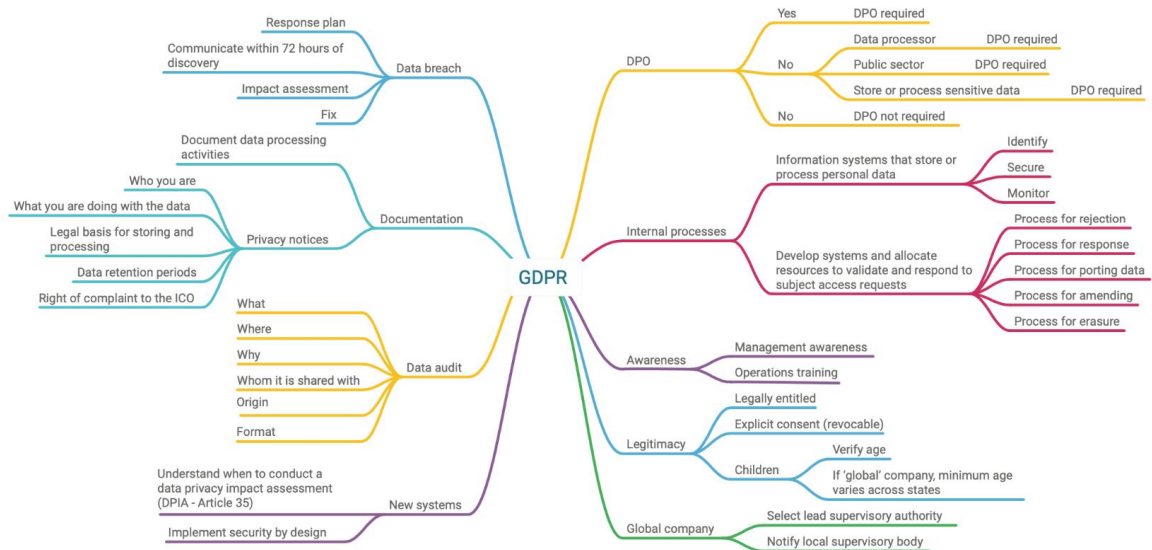 GDPR
Response plan
Communicate within 72 hours of
discovery
Impact assessment
Fix
Data breach
Document data processing
activities
Who you are
What you are doing with the data
Legal basis for storing and
processing
Data retention periods
Right of complaint to the ICO
Privacy notices
Documentation
What
Where
Why
Whom it is shared with
Origin
Format
Data audit
Understand when to conduct a
data privacy impact assessment
(DPIA - Article 35)
Implement security by design
New systems
DPO
Yes DPO required
No
Data processor DPO required
Public sector DPO required
Store or process sensitive data DPO required
No DPO not required
Internal processes
Information systems that store or
process personal data
Identify
Secure
Monitor
Develop systems and allocate
resources to validate and respond to
subject access requests
Process for rejection
Process for response
Process for porting data
Process for amending
Process for erasure
Awareness
Management awareness
Operations training
Legitimacy
Legally entitled
Explicit consent (revocable)
Children
Verify age
If 'global' company, minimum age
varies across states
Global company
Select lead supervisory authority
Notify local supervisory body